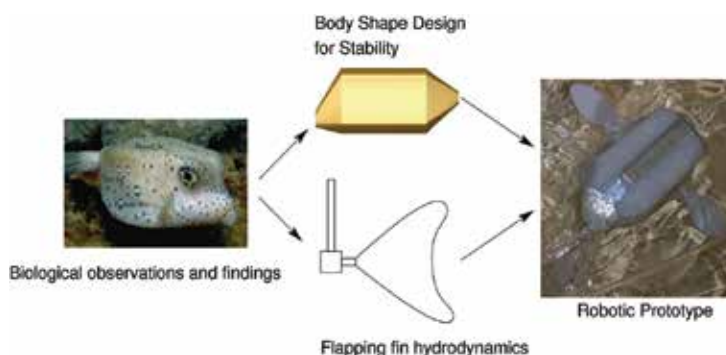 Body Shape Design
for Stability
Biological observations and findings
Robotic Prototype
Flapping fin hydrodynamics